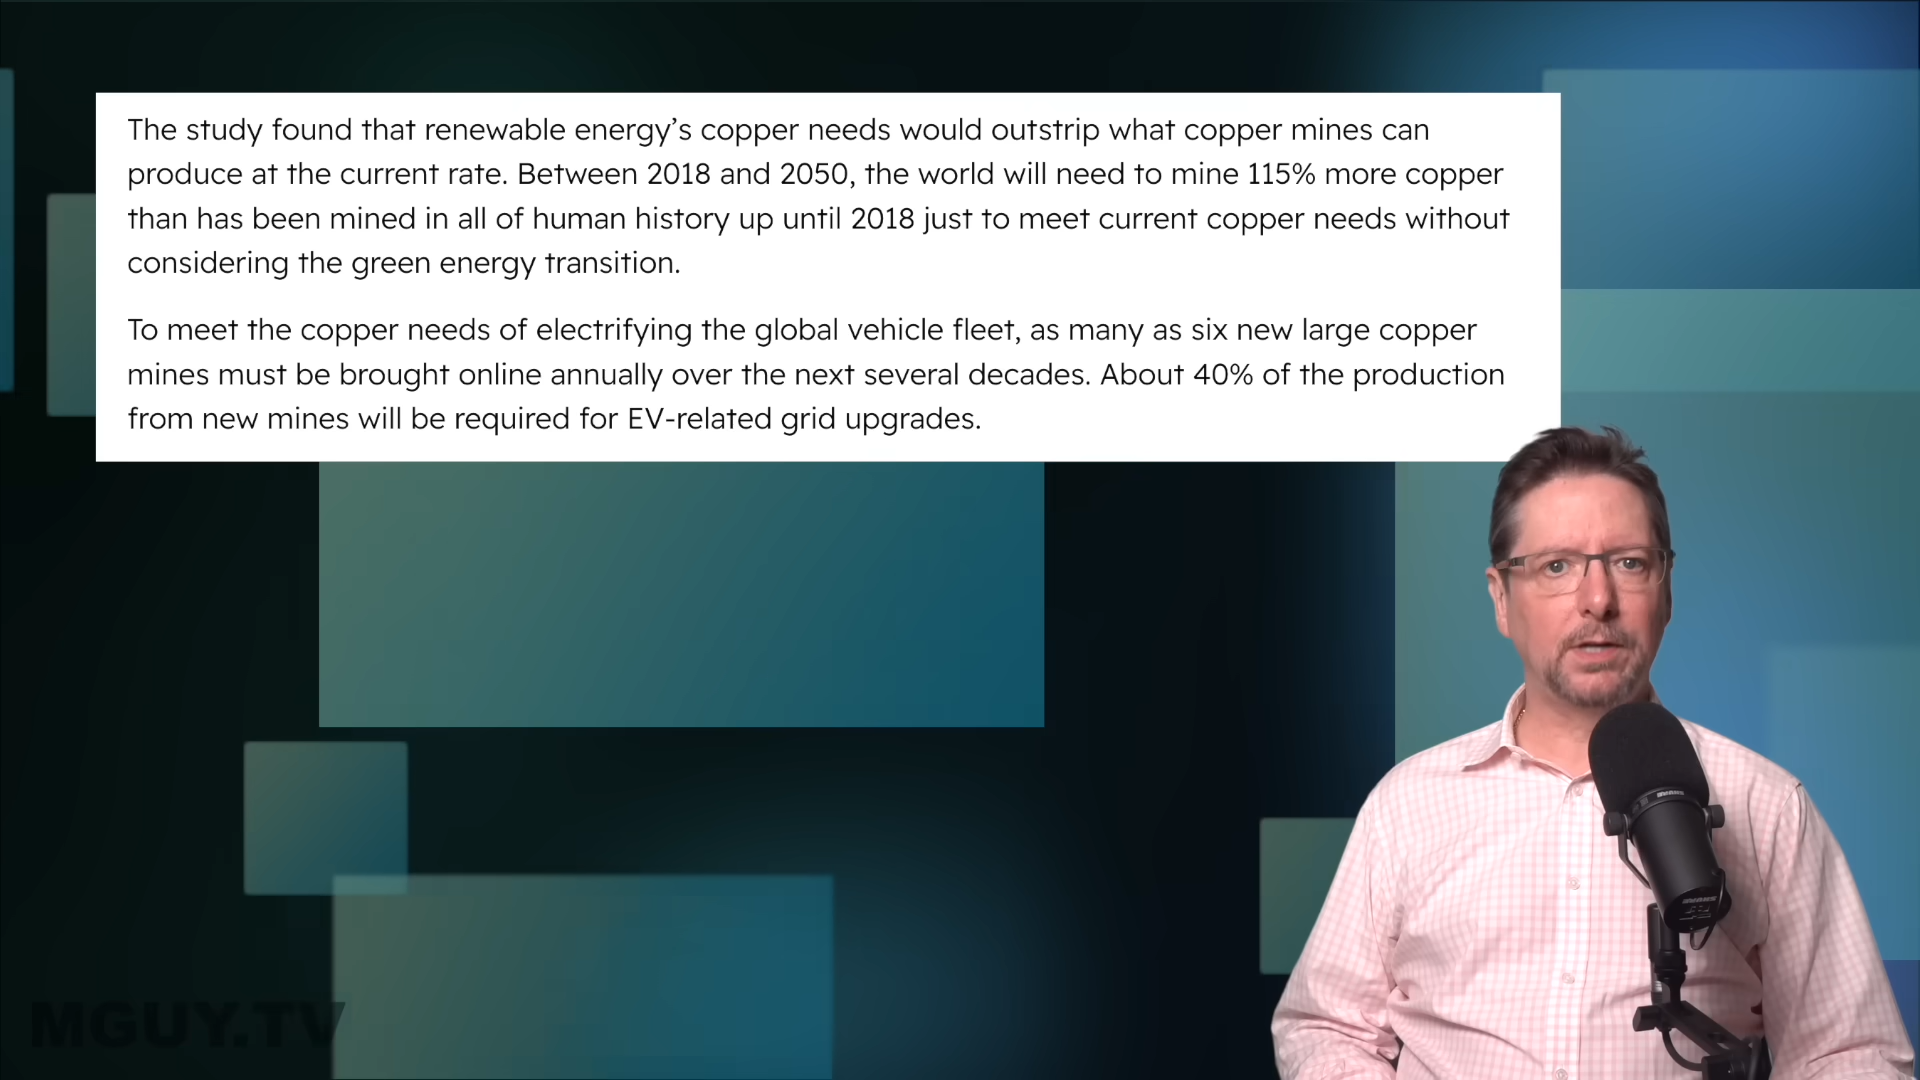 The study found that renewable energy’s copper needs would outstrip what copper mines can
produce at the current rate. Between 2018 and 2050, the world will need to mine 115% more copper
than has been mined in all of human history up until 2018 just to meet current copper needs without
considering the green energy transition.
To meet the copper needs of electrifying the global vehicle fleet, as many as six new large copper
mines must be brought online annually over the next several decades. About 40% of the production
from new mines will be required for EV-related grid upgrades.
MGUY.TV